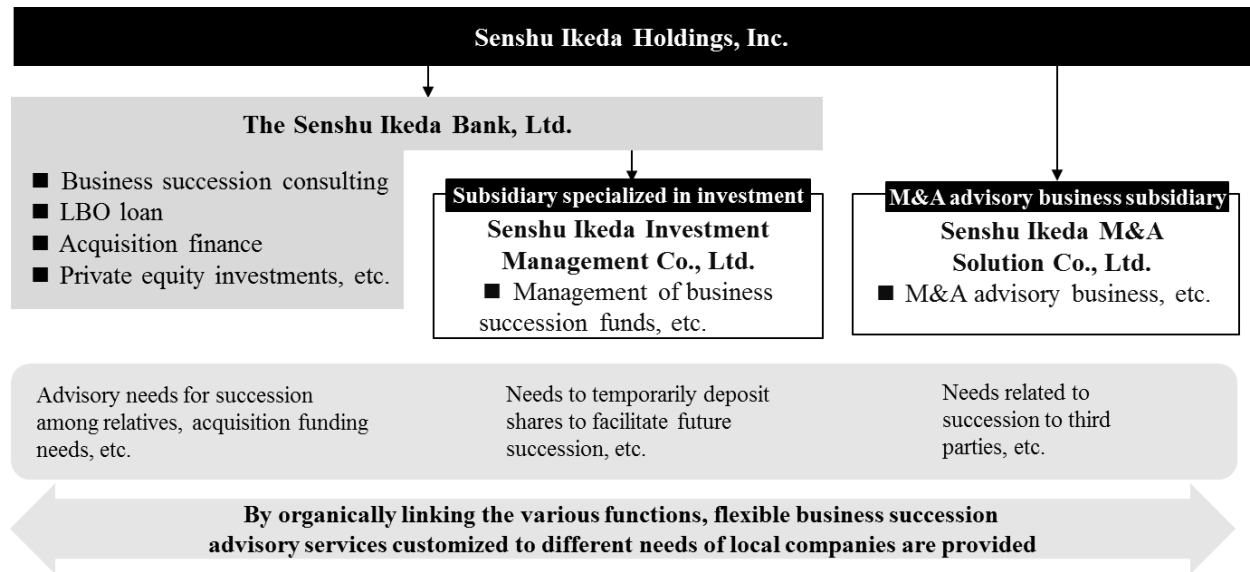 Senshu Ikeda Holdings, Inc.
The Senshu Ikeda Bank, Ltd.
■ Business succession consulting
■ LBO loan
■ Acquisition finance
■ Private equity investments, etc.
Subsidiary specialized in investment
Senshu Ikeda Investment
Management Co., Ltd.
■ Management of business
succession funds, etc.
M&A advisory business subsidiary
Senshu Ikeda M&A
Solution Co., Ltd.
■ M&A advisory business, etc.
Advisory needs for succession
among relatives, acquisition funding
needs, etc.
Needs to temporarily deposit
shares to facilitate future
succession, etc.
Needs related to
succession to third
parties, etc.
By organically linking the various functions, flexible business succession
advisory services customized to different needs of local companies are provided